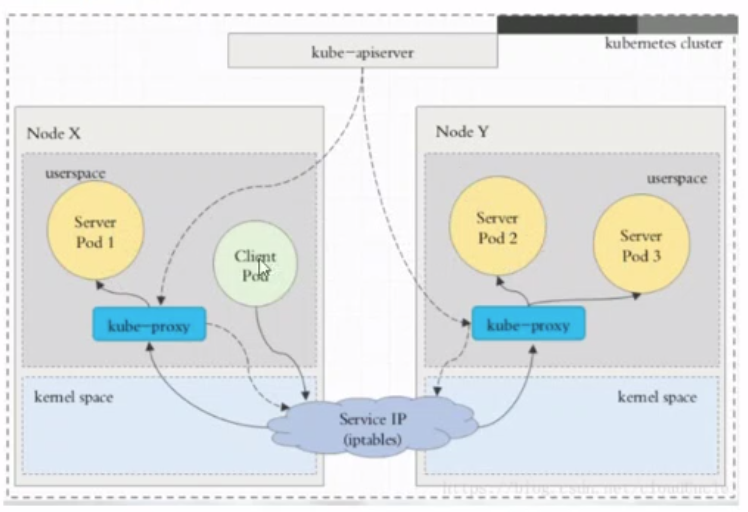 kube-apiserver
kubernetes cluster
Node X
userspace
Server
Pod 1
Client
kube-proxy
kernel space
Node Y
userspace
Server
Pod 2
Server
Pod 3
kube-proxy
kernel space
Service IP
(iptables)